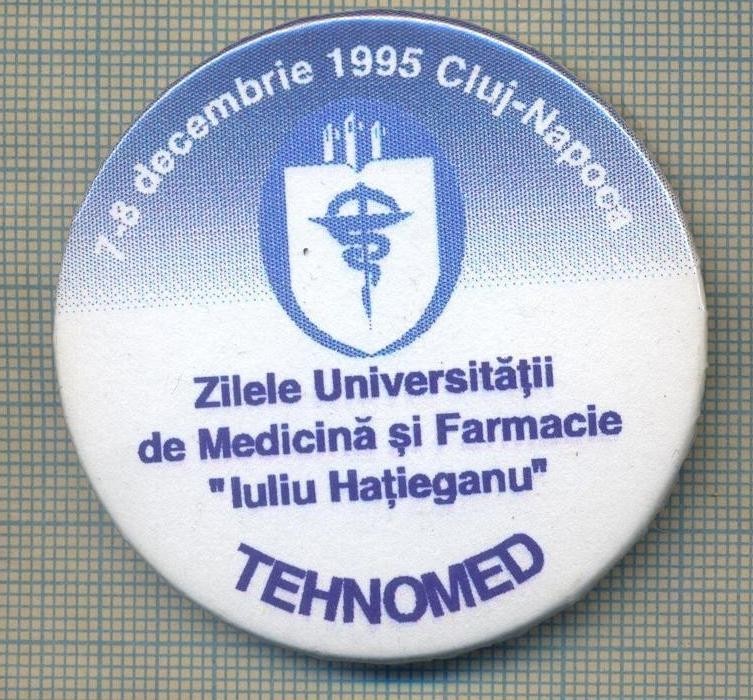 7-8 decembrie 1995 Cluj-Napoca
Zilele Universităţii
de Medicină şi Farmacie
"Iuliu Haţieganu"
TEHNOMED